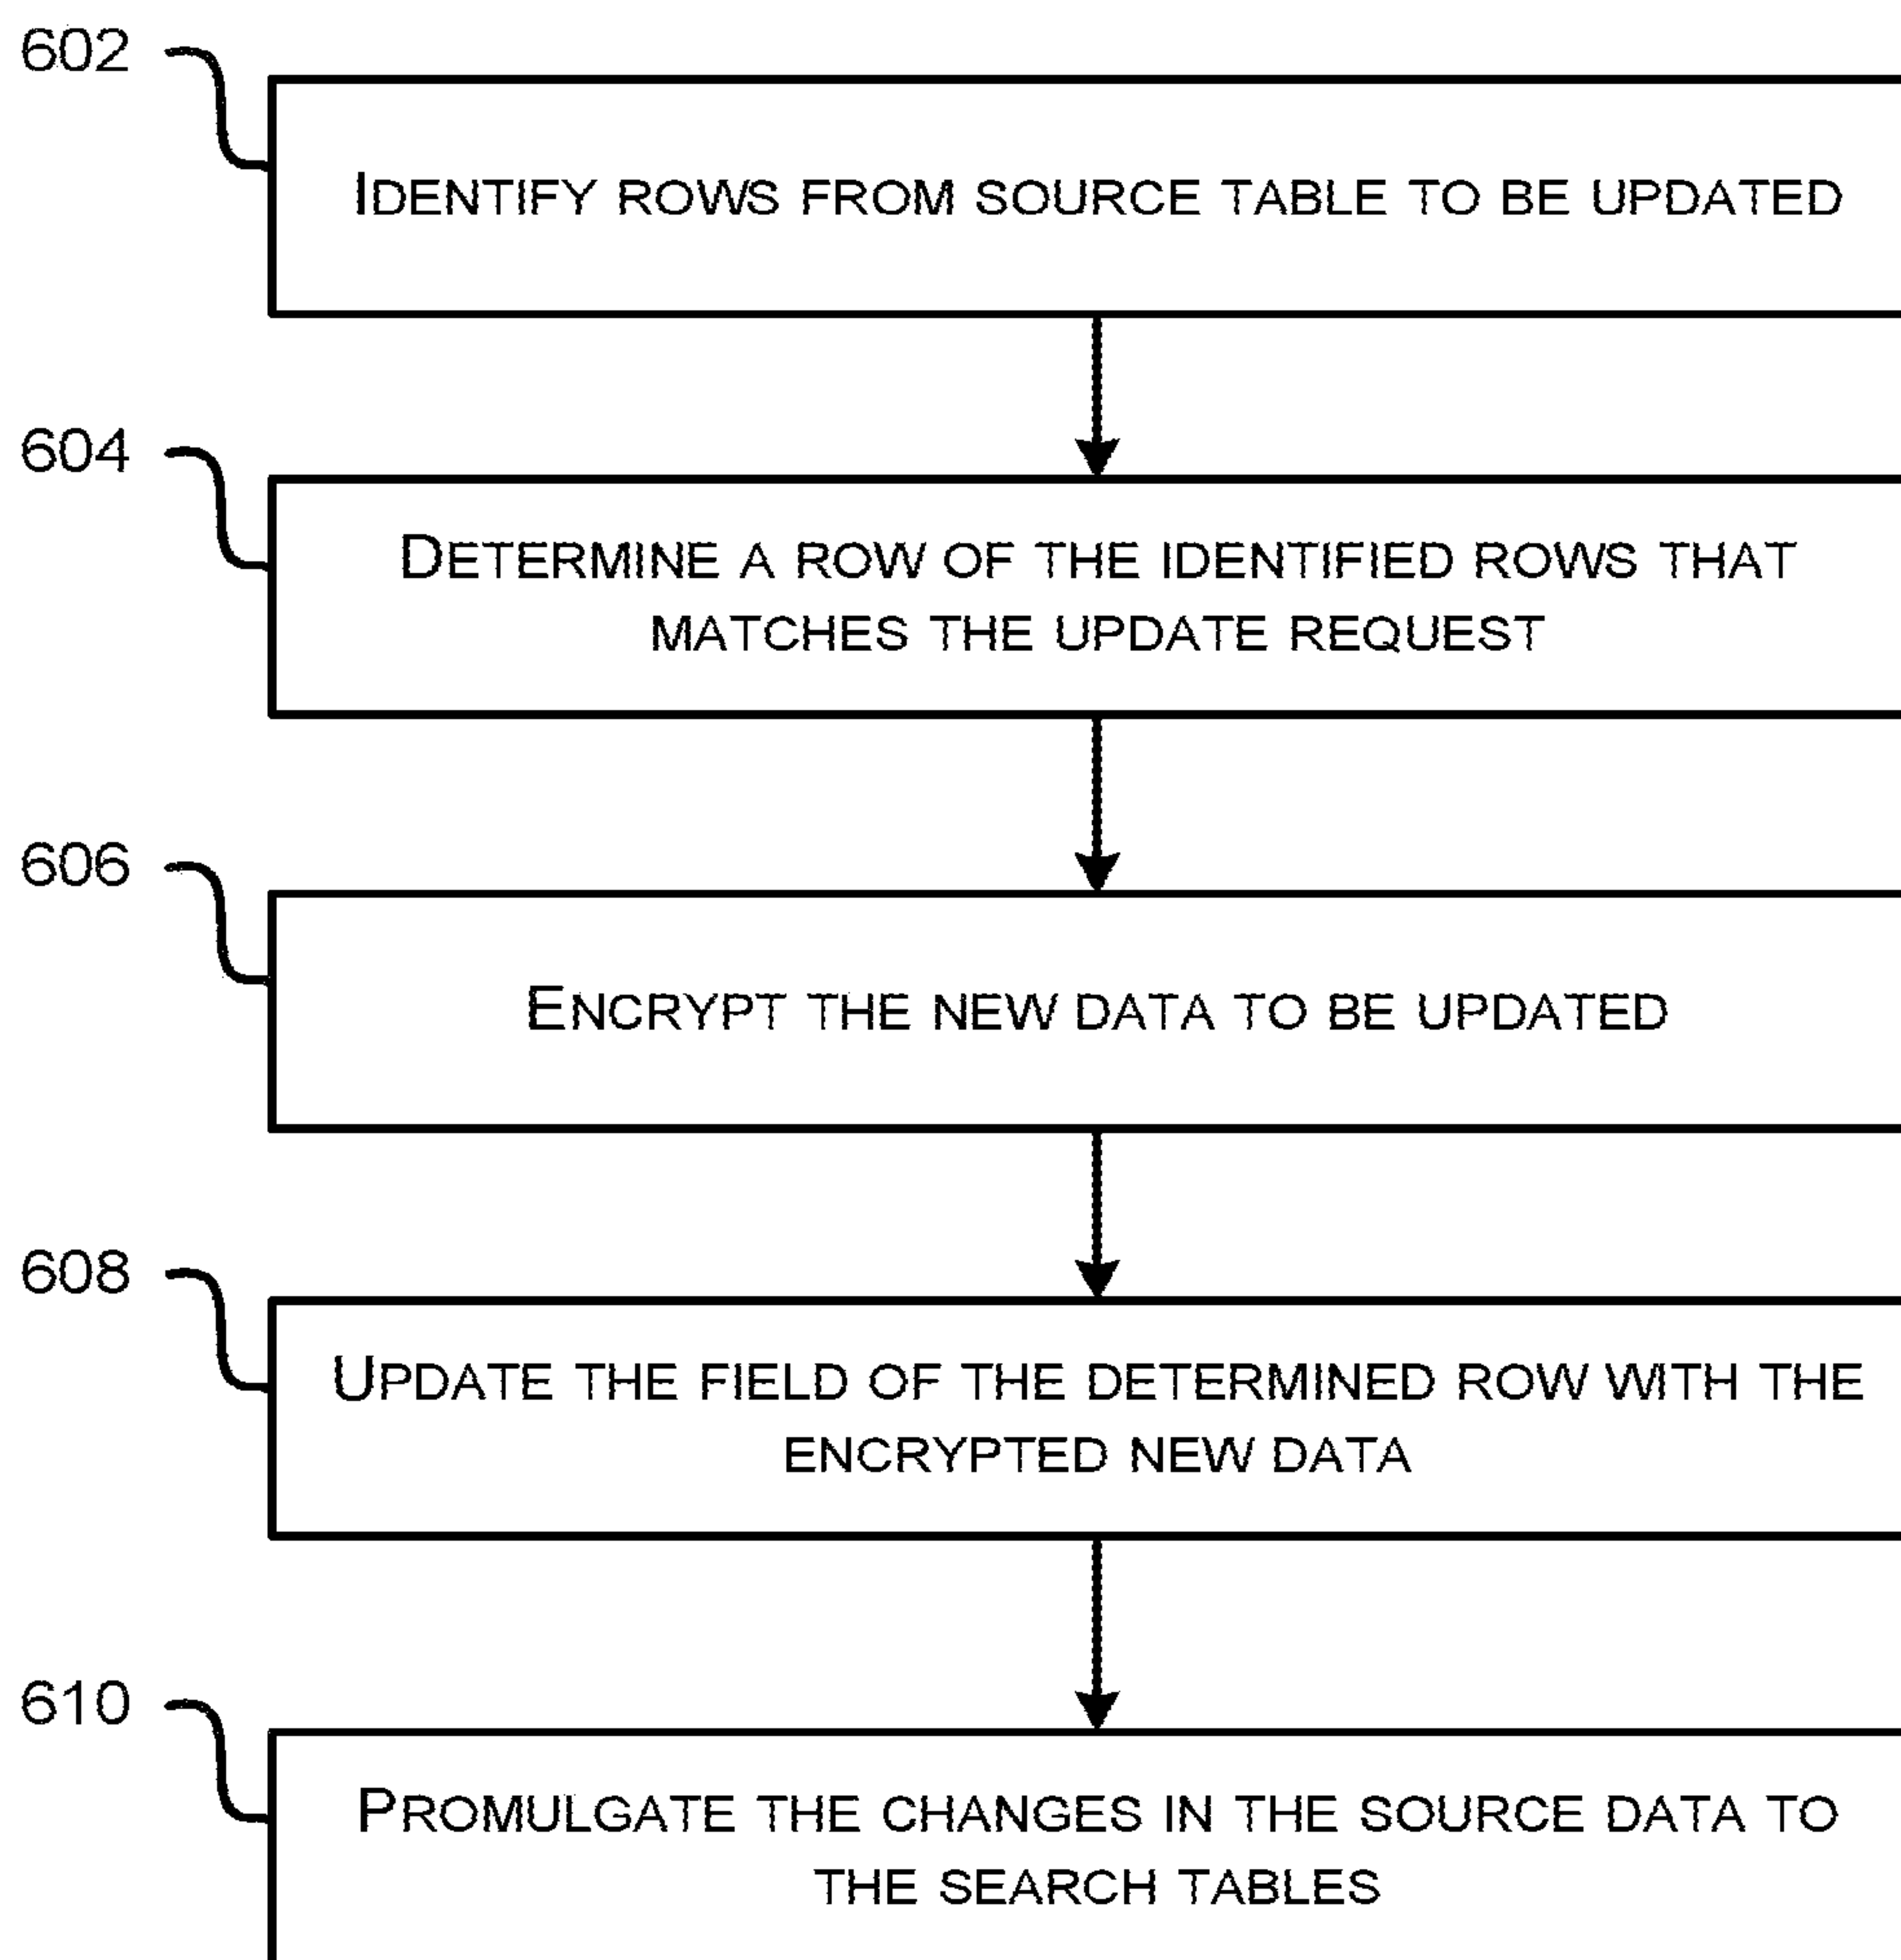 602
IDENTIFY ROWS FROM SOURCE TABLE TO BE UPDATED
604
DETERMINE A ROW OF THE IDENTIFIED ROWS THAT
MATCHES THE UPDATE REQUEST
606
ENCRYPT THE NEW DATA TO BE UPDATED
608
UPDATE THE FIELD OF THE DETERMINED ROW WITH THE
ENCRYPTED NEW DATA
610
PROMULGATE THE CHANGES IN THE SOURCE DATA TO
THE SEARCH TABLES